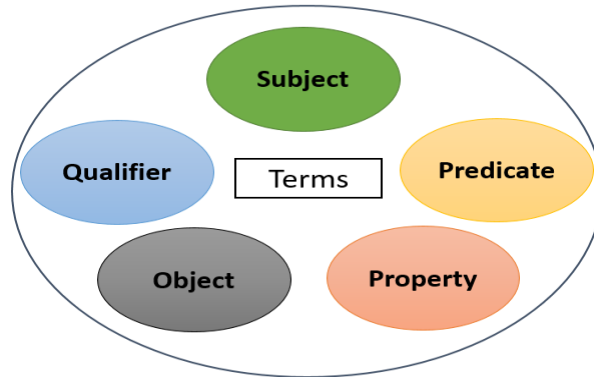 Subject
Qualifier
Terms
Predicate
Object
Property